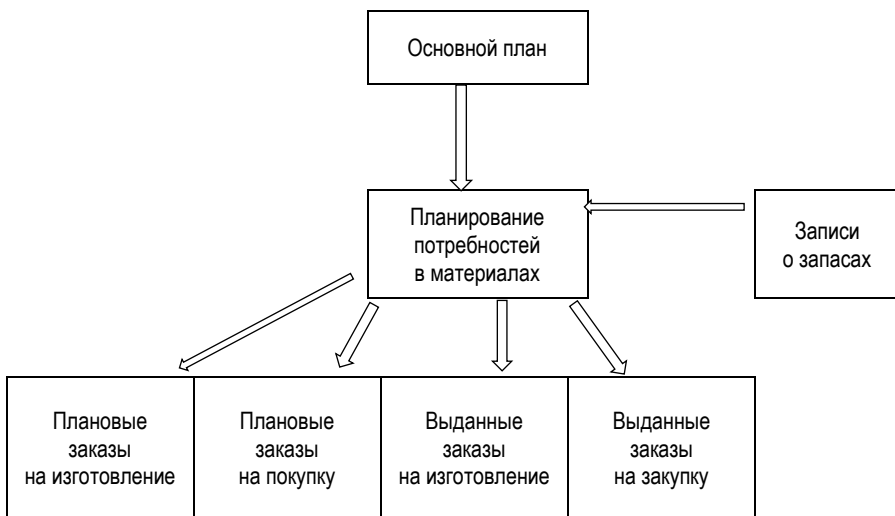 Основной план
Планирование
потребностей
в материалах
Записи
о запасах
Плановые
заказы
на изготовление
Плановые
заказы
на покупку
Выданные
заказы
на изготовление
Выданные
заказы
на закупку